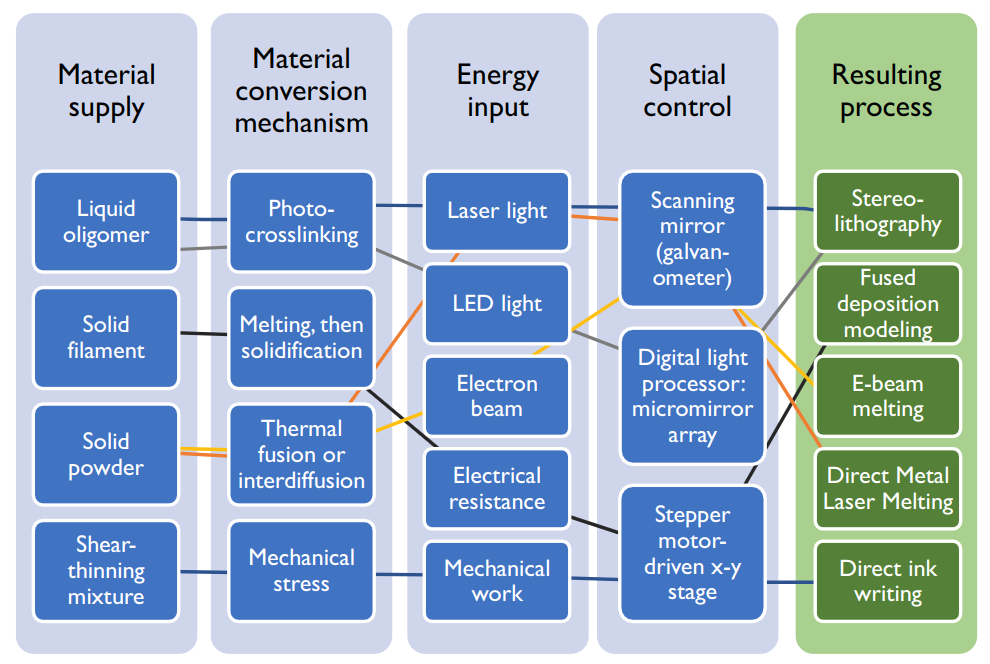 Material
supply
Material
conversion
mechanism
Energy
input
Spatial
control
Resulting
process
Liquid
oligomer
Solid
filament
Solid
powder
Shear-
thinning
mixture
Photo-
crosslinking
Melting, then
solidification
Thermal
fusion or
interdiffusion
Mechanical
stress
Laser light
LED light
Electron
beam
Electrical
resistance
Mechanical
work
Scanning
mirror
(galvan-
ometer)
Digital light
processor:
micromirror
array
Stepper
motor-
driven x-y
stage
Stereo-
lithography
Fused
deposition
modeling
E-beam
melting
Direct Metal
Laser Melting
Direct ink
writing